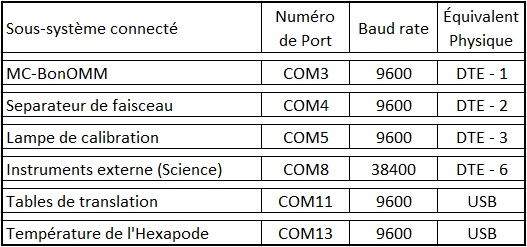 Sous-système connecté Numéro de Port Baud rate Équivalent Physique
MC-BonOMM COM3 9600 DTE - 1
Separateur de faisceau COM4 9600 DTE - 2
Lampe de calibration COM5 9600 DTE - 3
Instruments externe (Science) COM8 38400 DTE - 6
Tables de translation COM11 9600 USB
Température de l'Hexapode COM13 9600 USB